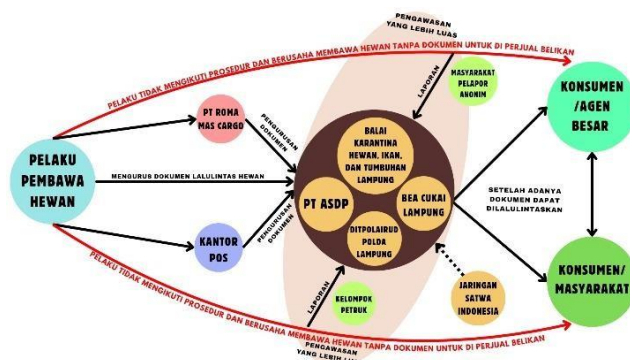 PENGAWASAN
YANG LEBIH LUAS
PELAKU TIDAK MENGIKUTI PROSEDUR DAN BERUSAHA MEMBAWA HEWAN TANPA DOKUMEN UNTUK DI PERJUAL BELIKAN
MASYARAKAT
PELAPOR
ANONIM
LAPORAN
KONSUMEN
/AGEN
BESAR
PT ROMA
MAS CARGO
PENGURUSAN
DOKUMEN
BALAI
KARANTINA
HEWAN, IKAN,
DAN TUMBUHAN
LAMPUNG
PELAKU
PEMBAWA
HEWAN
MENGURUS DOKUMEN LALULINTAS HEWAN
PT ASDP
BEA CUKAI
LAMPUNG
SETELAH ADANYA
DOKUMEN DAPAT
DILALULINTASKAN
DITPOLAIRUD
POLDA
LAMPUNG
KANTOR
POS
PENGURUSAN
DOKUMEN
LAPORAN
KELOMPOK
PETRUK
JARINGAN
SATWA
INDONESIA
KONSUMEN/
MASYARAKAT
PELAKU TIDAK MENGIKUTI PROSEDUR DAN BERUSAHA MEMBAWA HEWAN TANPA DOKUMEN UNTUK DI PERJUAL BELIKAN
PENGAWASAN
YANG LEBIH LUAS